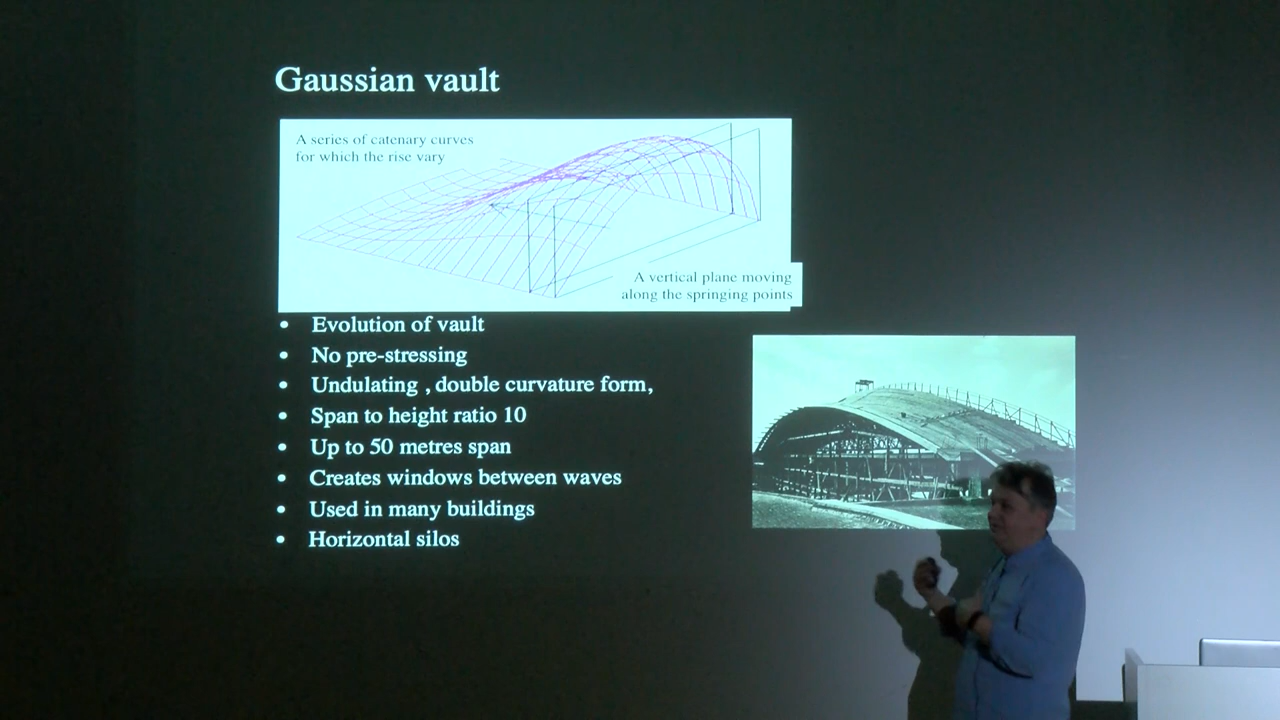 Gaussian vault
A series of catenary curves
for which the rise vary
A vertical plane moving
along the springing points
• Evolution of vault
• No pre-stressing
• Undulating , double curvature form,
• Span to height ratio 10
• Up to 50 metres span
• Creates windows between waves
• Used in many buildings
• Horizontal silos